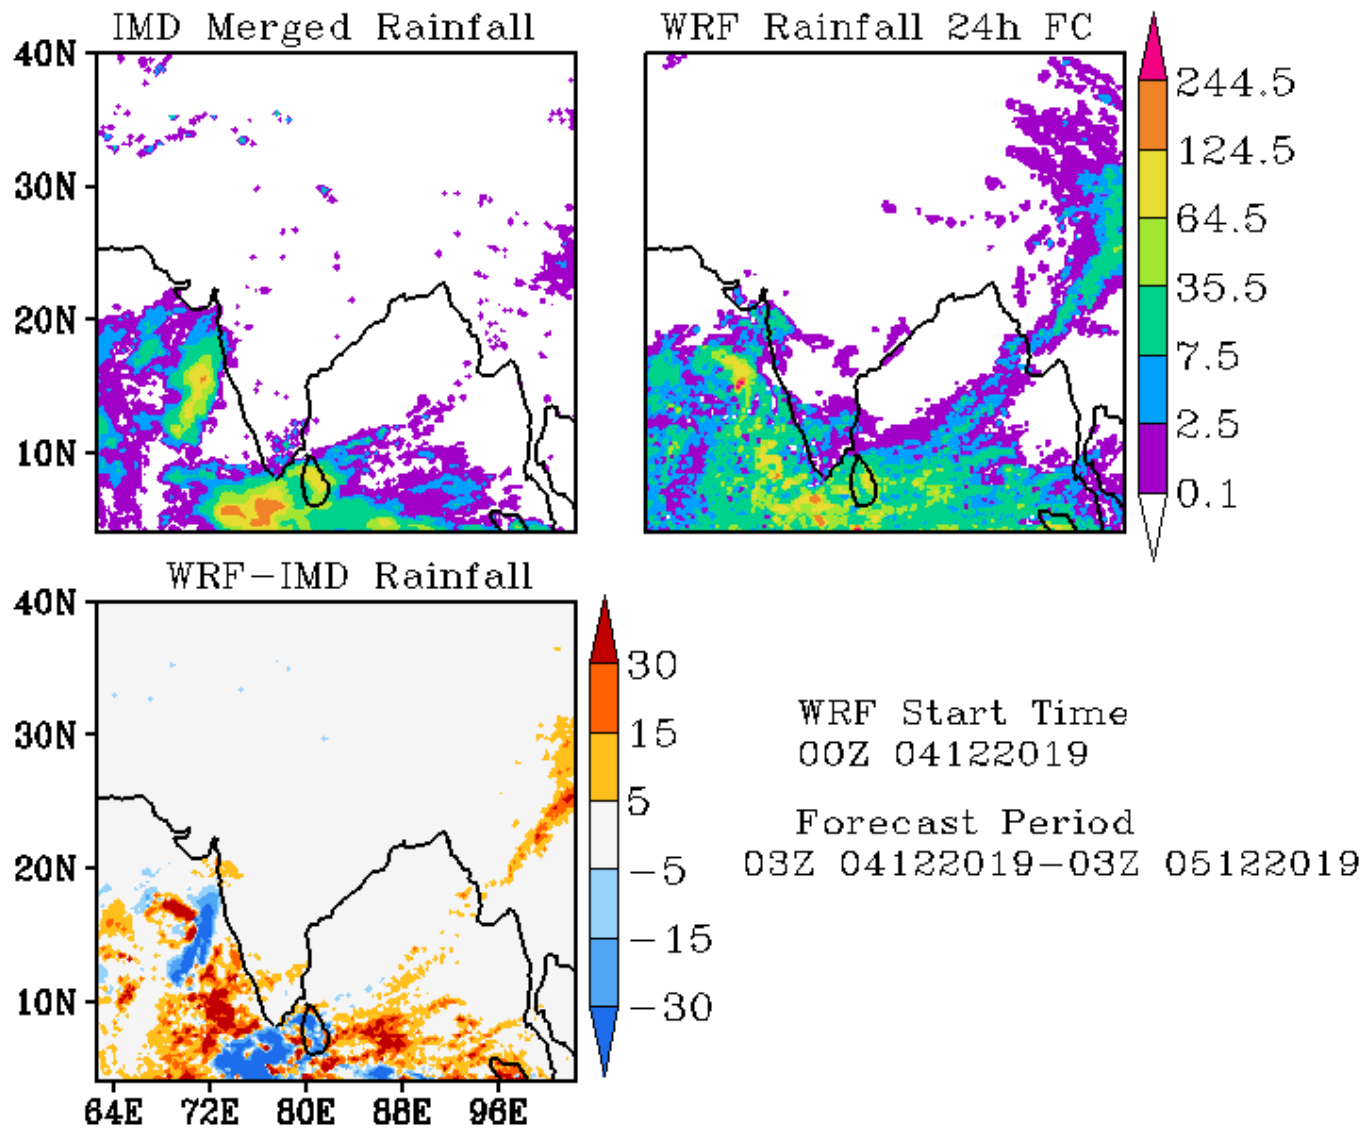 IMD Merged Rainfall
WRF Rainfall 24h FC
40N
30N
20N
10N
244.5
124.5
64.5
35.5
7.5
2.5
0.1
WRF-IMD Rainfall
40N
30N
20N
10N
64E 72E 80E 88E 96E
30
15
5
-5
-15
-30
WRF Start Time
00Z 04122019
Forecast Period
03Z 04122019-03Z 05122019